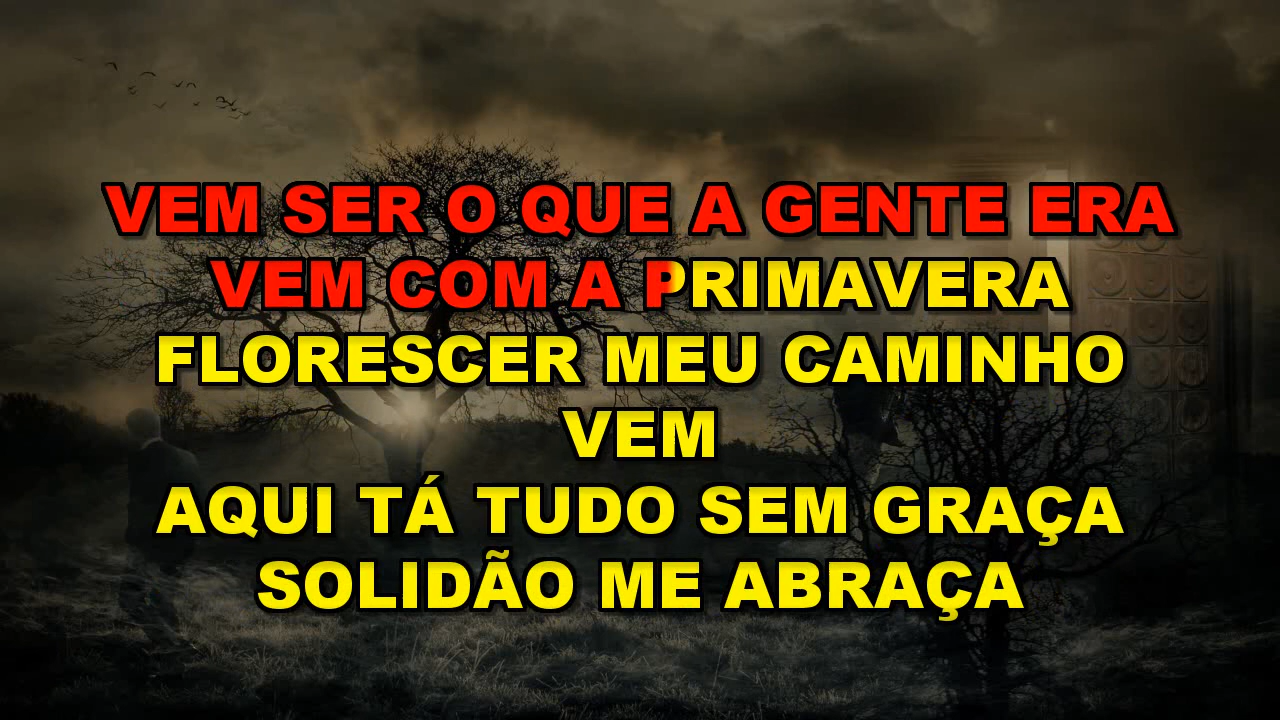 VEM SER O QUE A GENTE ERA
VEM COM A PRIMAVERA
FLORESCER MEU CAMINHO
VEM
AQUI TÁ TUDO SEM GRAÇA
SOLIDÃO ME ABRAÇA